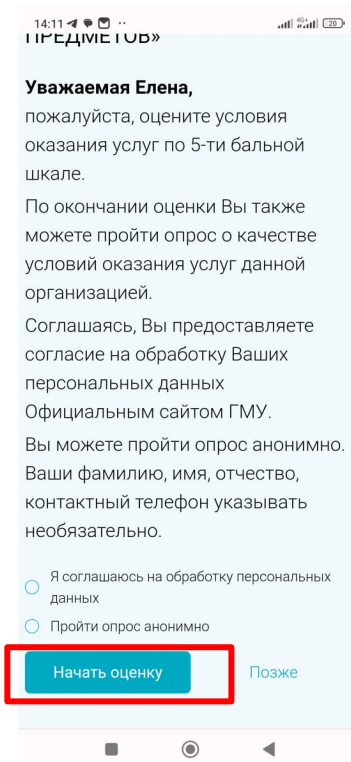 14:11
4G+
20
ПРЕДМЕТОВ»
Уважаемая Елена,
пожалуйста, оцените условия
оказания услуг по 5-ти бальной
шкале.
По окончании оценки Вы также
можете пройти опрос о качестве
условий оказания услуг данной
организацией.
Соглашаясь, Вы предоставляете
согласие на обработку Ваших
персональных данных
Официальным сайтом ГМУ.
Вы можете пройти опрос анонимно.
Ваши фамилию, имя, отчество,
контактный телефон указывать
необязательно.
Я соглашаюсь на обработку персональных
данных
Пройти опрос анонимно
Начать оценку Позже